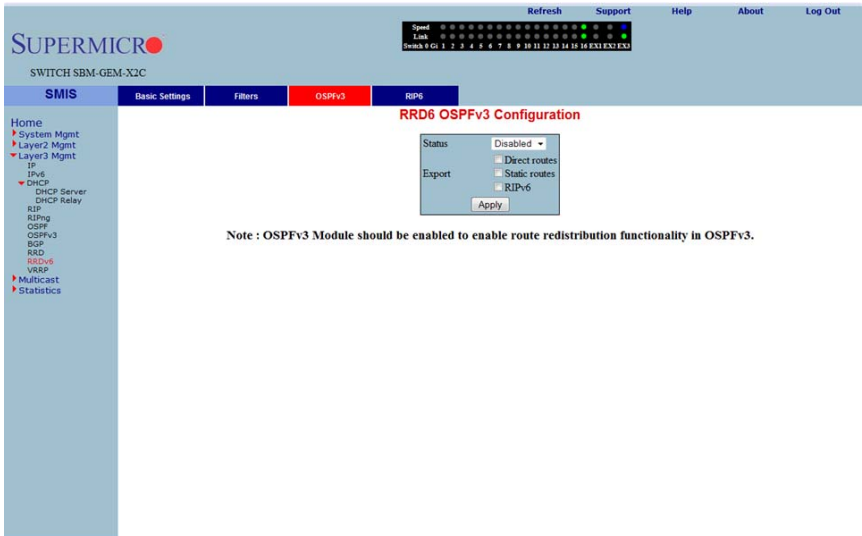 Refresh Support Help About Log Out
SUPERMICRO
Speed
Link
Switch 0 Gi 1 2 3 4 5 6 7 8 9 10 11 12 13 14 15 16 EX1 EX2 EX3
SWITCH SBM-GEM-X2C
SMIS Basic Settings Filters OSPFv3 RIP6
Home
System Mgmt
Layer2 Mgmt
Layer3 Mgmt
IP
IPv6
DHCP
DHCP Server
DHCP Relay
RIP
RIPng
OSPF
OSPFv3
BGP
RRD
RRDv6
VRRP
Multicast
Statistics
RRD6 OSPFv3 Configuration
Status Disabled
Export Direct routes
Static routes
RIPv6
Apply
Note : OSPFv3 Module should be enabled to enable route redistribution functionality in OSPFv3.